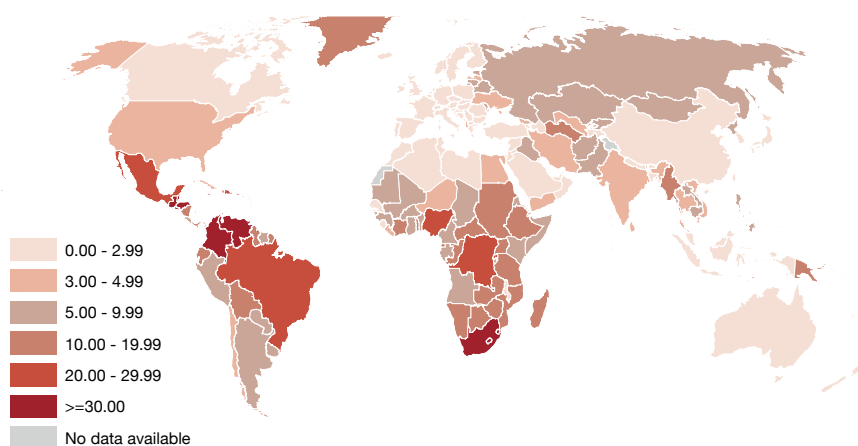 0.00 - 2.99
3.00 - 4.99
5.00 - 9.99
10.00 - 19.99
20.00 - 29.99
>=30.00
No data available